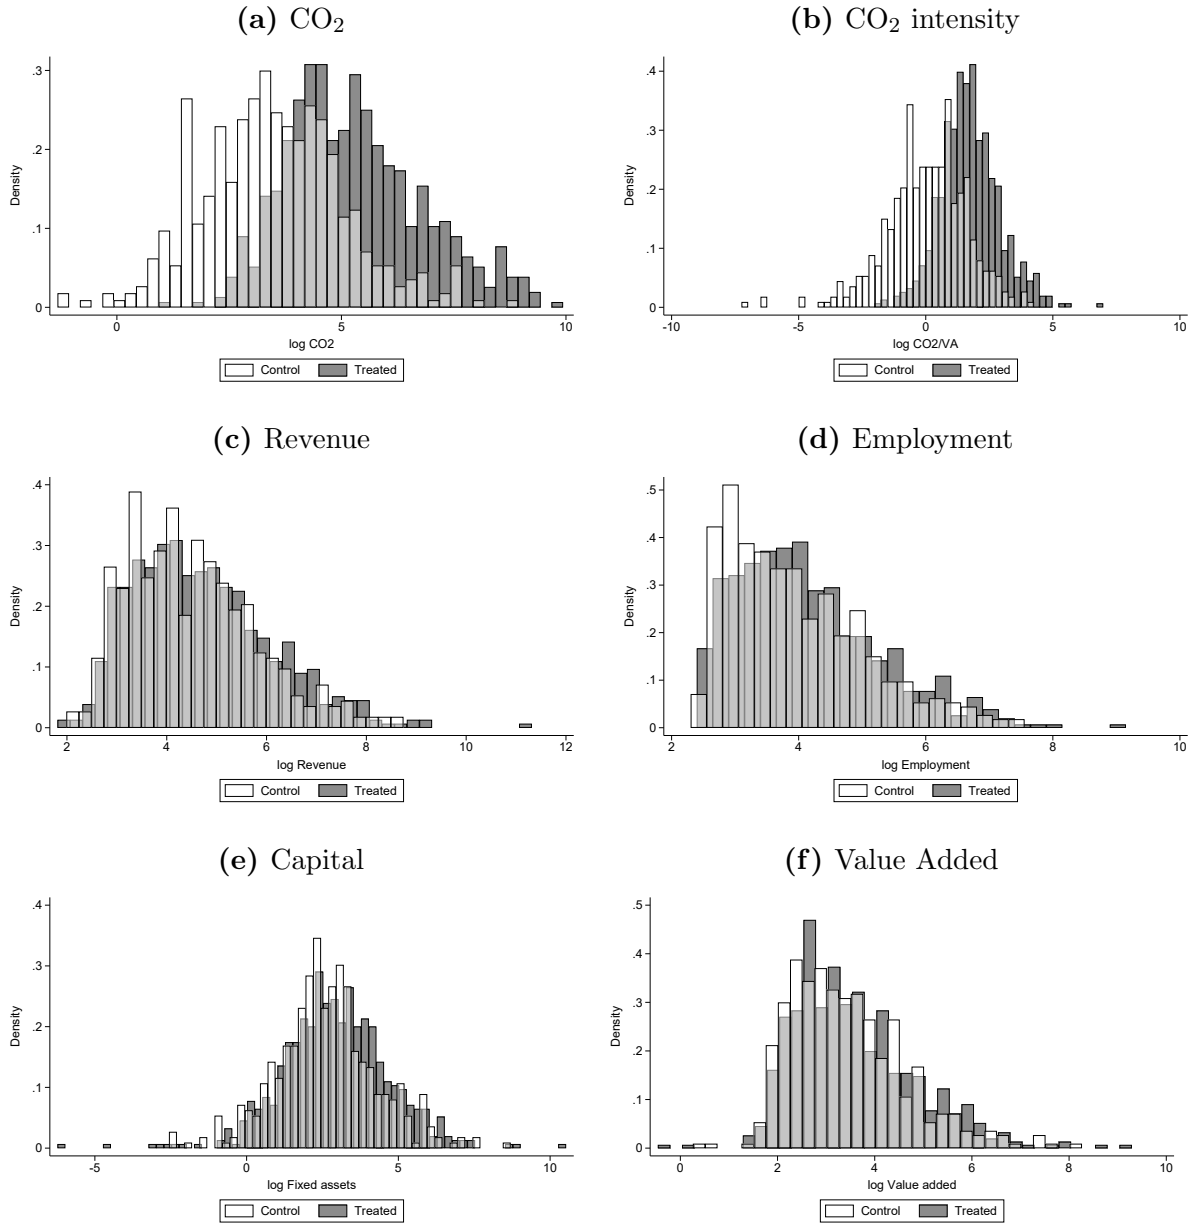 (a) CO2
(b) CO2 intensity
.3
.2
.1
0
Density
0 5 10
log CO2
Control Treated
.4
.3
.2
.1
0
Density
-10 -5 0 5 10
log CO2/VA
Control Treated
(c) Revenue
(d) Employment
.4
.3
.2
.1
0
Density
2 4 6 8 10 12
log Revenue
Control Treated
.5
.4
.3
.2
.1
0
Density
2 4 6 8 10
log Employment
Control Treated
(e) Capital
(f) Value Added
.4
.3
.2
.1
0
Density
-5 0 5 10
log Fixed assets
Control Treated
.5
.4
.3
.2
.1
0
Density
0 2 4 6 8 10
log Value added
Control Treated